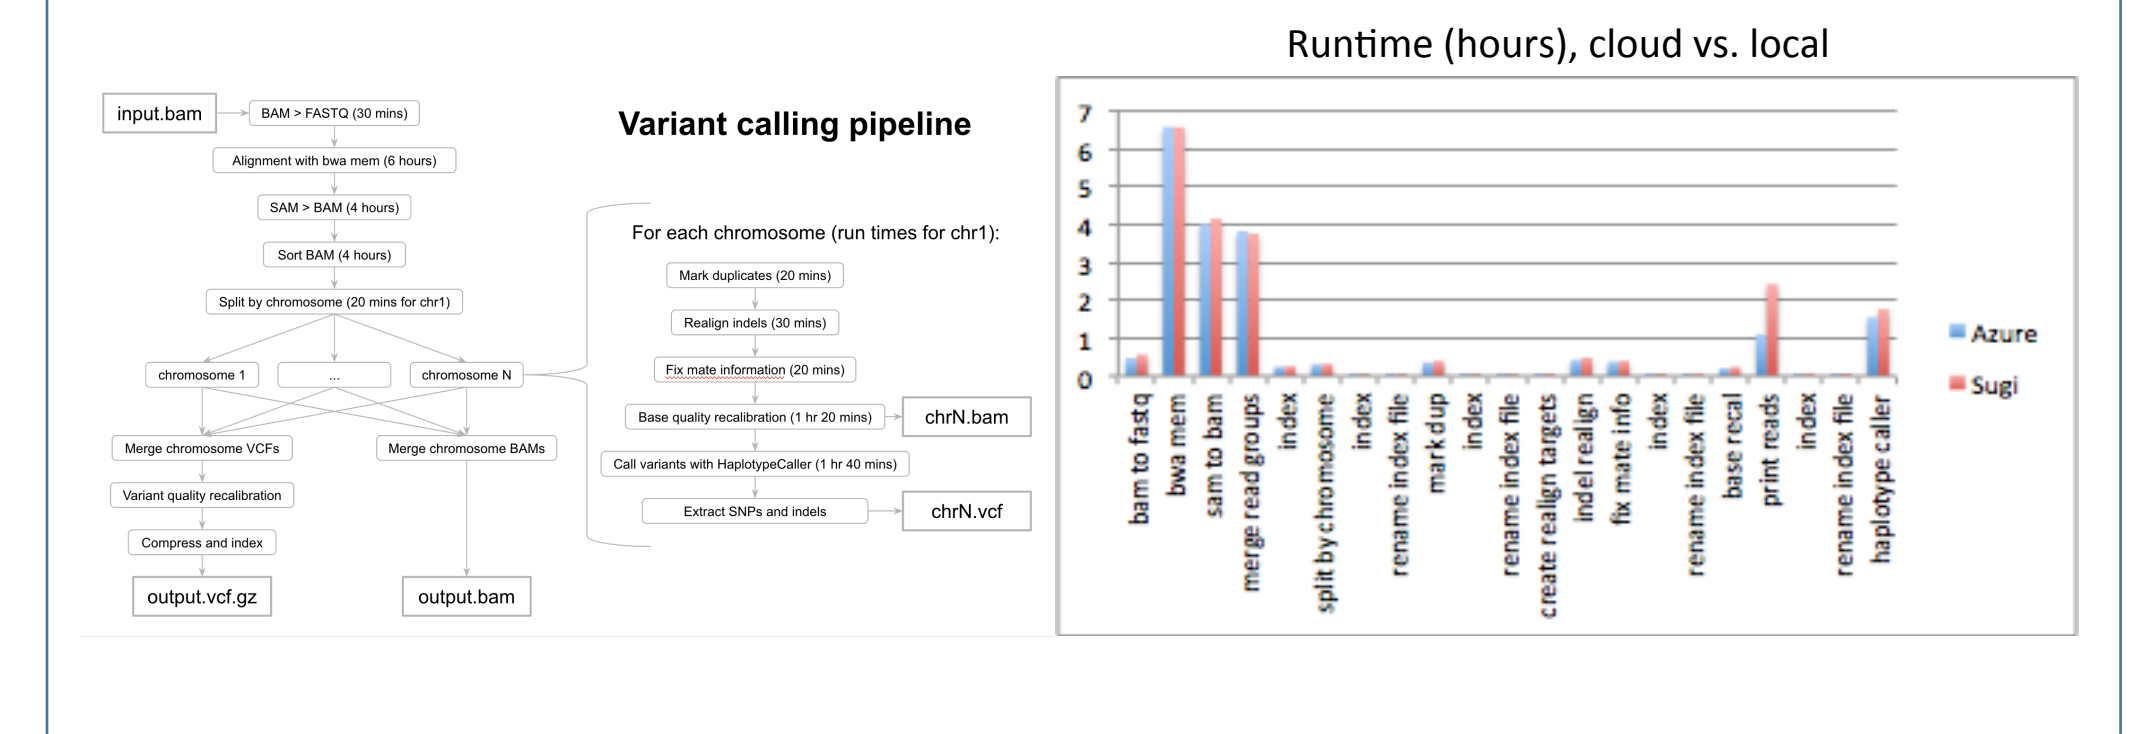 Runtime (hours), cloud vs. local
Variant calling pipeline
input.bam
BAM > FASTQ (30 mins)
Alignment with bwa mem (6 hours)
SAM > BAM (4 hours)
Sort BAM (4 hours)
Split by chromosome (20 mins for chr1)
chromosome 1
...
chromosome N
Merge chromosome VCFs
Merge chromosome BAMs
Variant quality recalibration
Compress and index
output.vcf.gz
output.bam
For each chromosome (run times for chr1):
Mark duplicates (20 mins)
Realign indels (30 mins)
Fix mate information (20 mins)
Base quality recalibration (1 hr 20 mins)
chrN.bam
Call variants with HaplotypeCaller (1 hr 40 mins)
Extract SNPs and indels
chrN.vcf
7
6
5
4
3
2
1
0
bam to fastq
bwa mem
sam to bam
merge read groups
index
split by chromosome
index
rename index file
mark dup
index
rename index file
create realign targets
indel realign
fix mate info
index
rename index file
base recal
print reads
index
rename index file
haplotype caller
Azure
Sugi